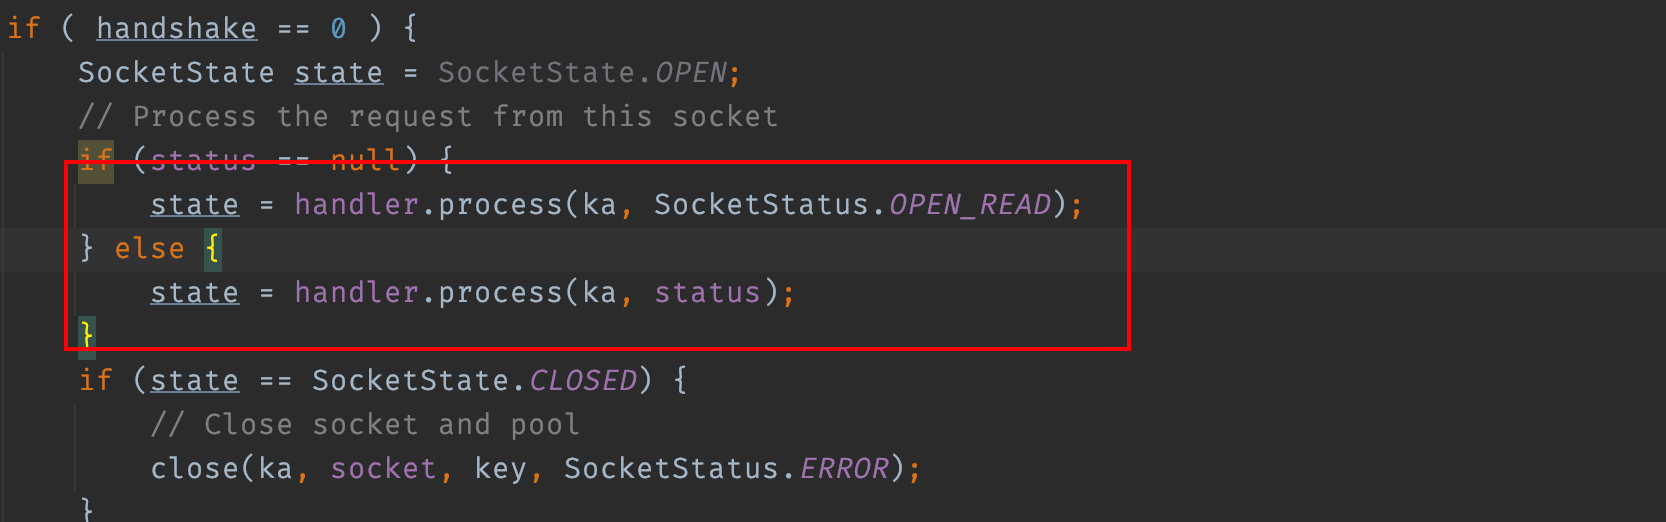 if ( handshake == 0 ) {
SocketState state = SocketState.OPEN;
// Process the request from this socket
if (status == null) {
state = handler.process(ka, SocketStatus.OPEN_READ);
} else {
state = handler.process(ka, status);
}
if (state == SocketState.CLOSED) {
// Close socket and pool
close(ka, socket, key, SocketStatus.ERROR);
}